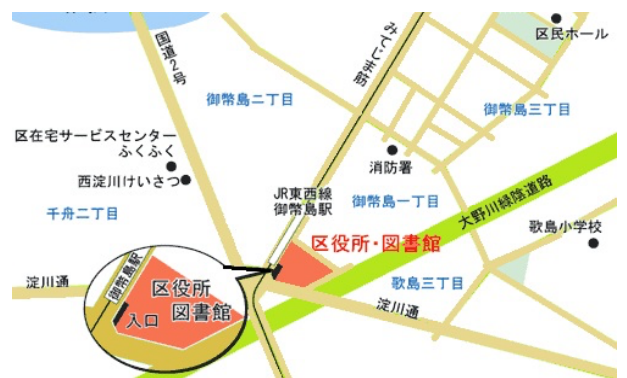 国道2号
みてじま筋
区民ホール
御幣島二丁目
御幣島三丁目
区在宅サービスセンター
ふくふく
西淀川けいさつ
消防署
JR東西線
御幣島駅
御幣島一丁目
大野川緑陰道路
千舟二丁目
区役所・図書館
歌島小学校
淀川通
御幣島駅
区役所
図書館
入口
歌島三丁目
淀川通